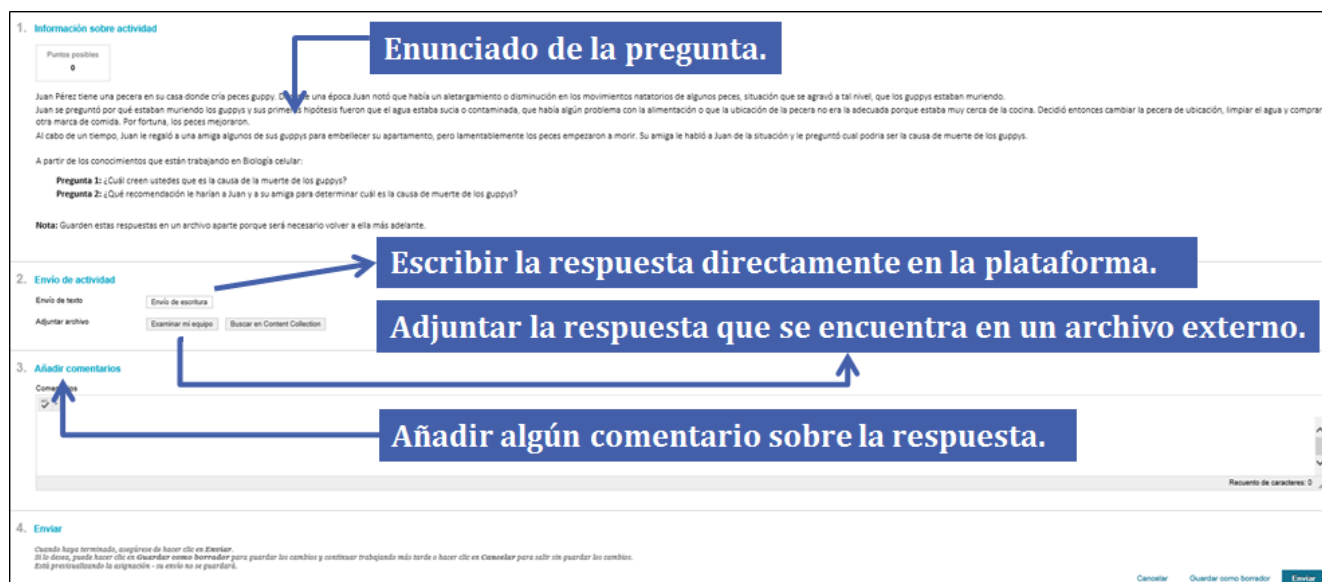 1. Información sobre actividad
Enunciado de la pregunta.
Puntos posibles
0
Juan Pérez tiene una pecera en su casa donde cría peces guppy. D una época Juan notó que había un aletargamiento o disminución en los movimientos natatorios de algunos peces, situación que se agravó a tal nivel, que los guppys estaban muriendo.
Juan se preguntó por qué estaban muriendo los guppys y sus primeras hipótesis fueron que el agua estaba sucia o contaminada, que había algún problema con la alimentación o que la ubicación de la pecera no era la adecuada porque estaba muy cerca de la cocina. Decidió entonces cambiar la pecera de ubicación, limpiar el agua y comprar
otra marca de comida. Por fortuna, los peces mejoraron.
Al cabo de un tiempo, Juan le regaló a una amiga algunos de sus guppys para embellecer su apartamento, pero lamentablemente los peces empezaron a morir. Su amiga le habló a Juan de la situación y le preguntó cual podría ser la causa de muerte de los guppys.
A partir de los conocimientos que están trabajando en Biología celular:
Pregunta 1: ¿Cuál creen ustedes que es la causa de la muerte de los guppys?
Pregunta 2: ¿Qué recomendación le harían a Juan y a su amiga para determinar cuál es la causa de muerte de los guppys?
Nota: Guarden estas respuestas en un archivo aparte porque será necesario volver a ella más adelante.
Escribir la respuesta directamente en la plataforma.
2. Envío de actividad
Envío de texto Envío de escritura
Adjuntar archivo Examinar mi equipo Buscar en Content Collection
Adjuntar la respuesta que se encuentra en un archivo externo.
3. Añadir comentarios
Comentarios
Añadir algún comentario sobre la respuesta.
Recuento de caracteres: 0
4. Enviar
Cuando haya terminado, asegúrese de hacer clic en Enviar.
Si lo desea, puede hacer clic en Guardar como borrador para guardar los cambios y continuar trabajando más tarde o hacer clic en Cancelar para salir sin guardar los cambios.
Está previsualizando la asignación - su envío no se guardará.
Cancelar Guardar como borrador Enviar